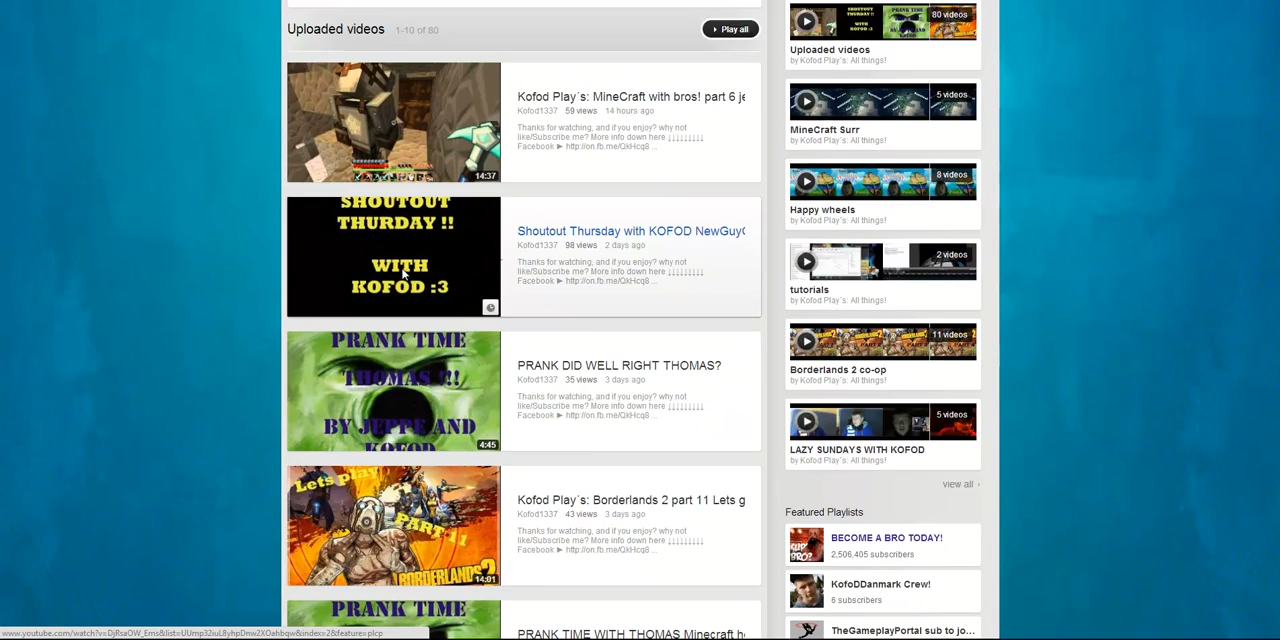 Uploaded videos 1-10 of 80
Play all
14:37
Kofod Play´s: MineCraft with bros! part 6 je
Kofod1337 59 views 14 hours ago
Thanks for watching, and if you enjoy? why not
like/Subscribe me? More info down here ↓↓↓↓↓↓↓↓↓
Facebook ► http://on.fb.me/QkHcq8 ...
SHOUTOUT
THURDAY !!
WITH
KOFOD :3
Shoutout Thursday with KOFOD NewGuy
Kofod1337 98 views 2 days ago
Thanks for watching, and if you enjoy? why not
like/Subscribe me? More info down here ↓↓↓↓↓↓↓↓↓
Facebook ► http://on.fb.me/QkHcq8 ...
PRANK TIME
THOMAS !!!
BY JEPPE AND
KOFOD
4:45
PRANK DID WELL RIGHT THOMAS?
Kofod1337 35 views 3 days ago
Thanks for watching, and if you enjoy? why not
like/Subscribe me? More info down here ↓↓↓↓↓↓↓↓↓
Facebook ► http://on.fb.me/QkHcq8 ...
Lets play
PART 11
BORDERLANDS 2
14:01
Kofod Play´s: Borderlands 2 part 11 Lets g
Kofod1337 43 views 3 days ago
Thanks for watching, and if you enjoy? why not
like/Subscribe me? More info down here ↓↓↓↓↓↓↓↓↓
Facebook ► http://on.fb.me/QkHcq8 ...
PRANK TIME
PRANK TIME WITH THOMAS Minecraft h
SHOUTOUT
THURDAY !!
WITH
KOFOD :3
PRANK TIME
80 videos
Uploaded videos
by Kofod Play´s: All things!
5 videos
MineCraft Surr
by Kofod Play´s: All things!
8 videos
Happy wheels
by Kofod Play´s: All things!
2 videos
tutorials
by Kofod Play´s: All things!
11 videos
Borderlands 2 co-op
by Kofod Play´s: All things!
5 videos
LAZY SUNDAYS WITH KOFOD
by Kofod Play´s: All things!
view all ›
Featured Playlists
BECOME A BRO TODAY!
2,506,405 subscribers
KofoDDanmark Crew!
6 subscribers
TheGameplayPortal sub to jo...